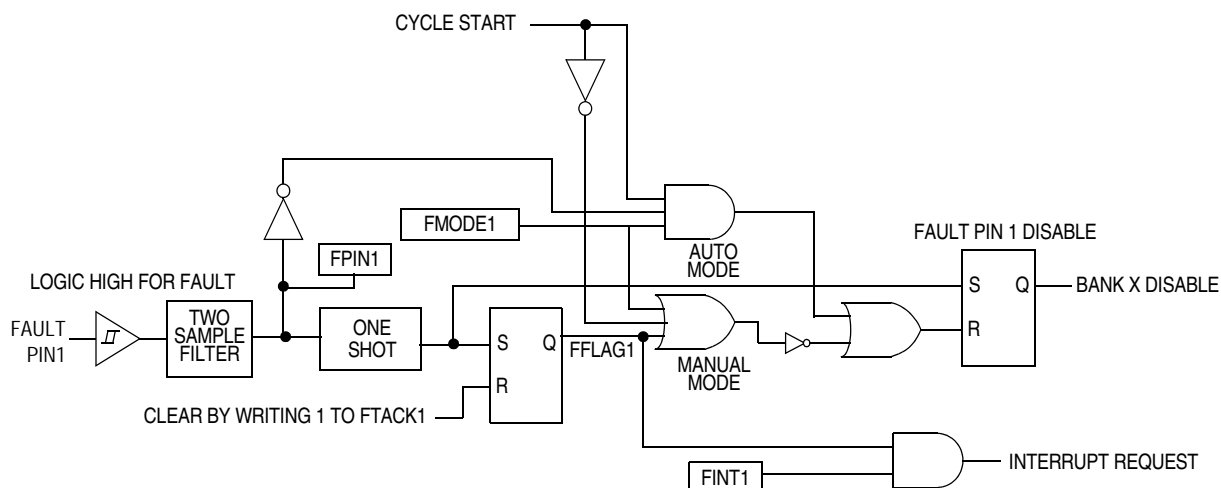 CYCLE START
FMODE1
AUTO
MODE
FAULT PIN 1 DISABLE
S
Q
R
BANK X DISABLE
FPIN1
LOGIC HIGH FOR FAULT
FAULT
PIN1
TWO
SAMPLE
FILTER
ONE
SHOT
S
Q
R
FFLAG1
MANUAL
MODE
CLEAR BY WRITING 1 TO FTACK1
FINT1
INTERRUPT REQUEST